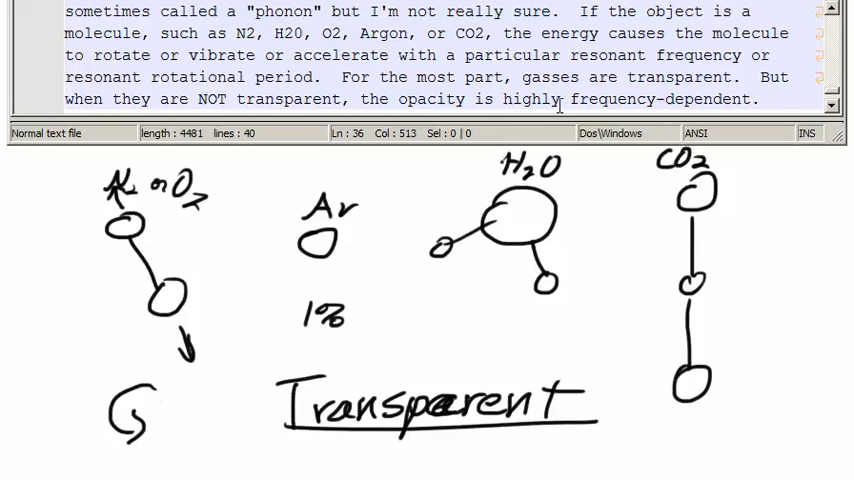 sometimes called a "phonon" but I'm not really sure.  If the object is a
molecule, such as N2, H20, O2, Argon, or CO2, the energy causes the molecule
to rotate or vibrate or accelerate with a particular resonant frequency or
resonant rotational period.  For the most part, gasses are transparent.  But
when they are NOT transparent, the opacity is highly frequency-dependent.
Normal text file length : 4481 lines : 40 Ln : 36 Col : 513 Sel : 0 | 0 Dos\Windows ANSI INS
or O2
Ar
H2O
CO2
1%
Transparent